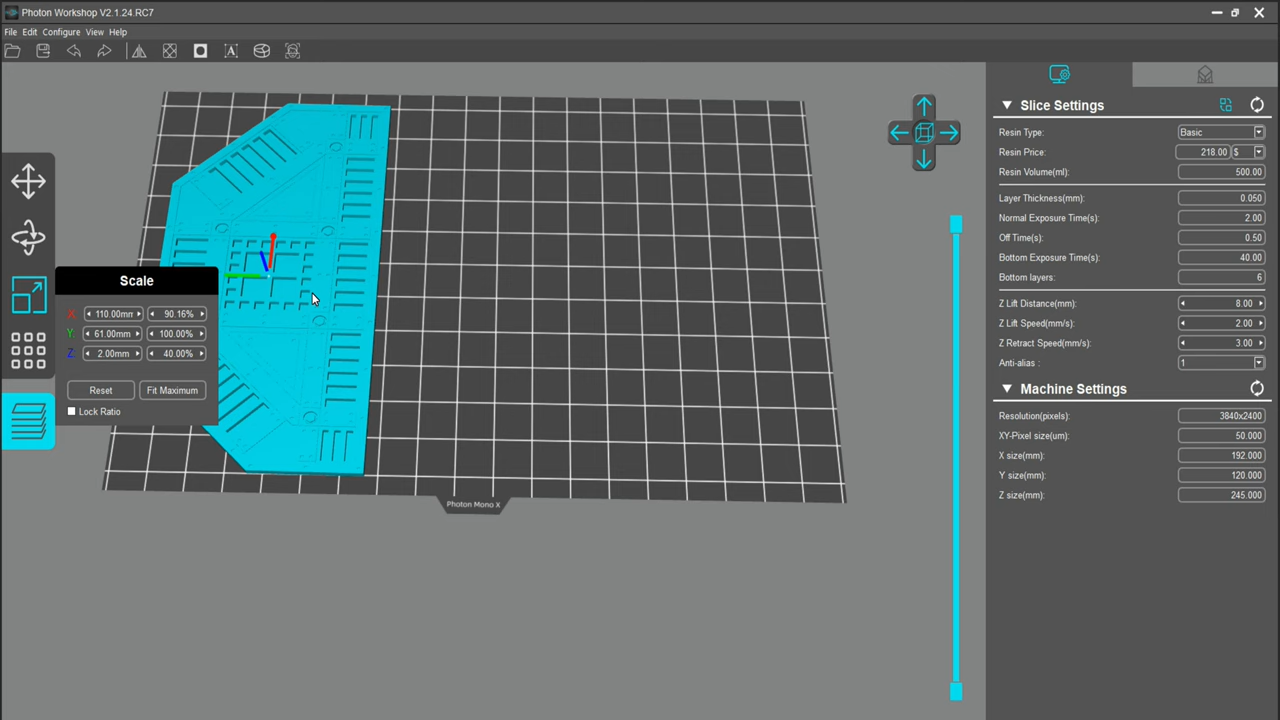 Photon Workshop V2.1.24.RC7
File Edit Configure View Help
Slice Settings
Resin Type: Basic
Resin Price: 218.00 $
Resin Volume(ml): 500.00
Layer Thickness(mm): 0.050
Normal Exposure Time(s): 2.00
Off Time(s): 0.50
Bottom Exposure Time(s): 40.00
Bottom layers: 6
Z Lift Distance(mm): 8.00
Z Lift Speed(mm/s): 2.00
Z Retract Speed(mm/s): 3.00
Anti-alias : 1
Machine Settings
Resolution(pixels): 3840x2400
XY-Pixel size(um): 50.000
X size(mm): 192.000
Y size(mm): 120.000
Z size(mm): 245.000
Scale
X: 110.00mm 90.16%
Y: 61.00mm 100.00%
Z: 2.00mm 40.00%
Reset Fit Maximum
Lock Ratio
Photon Mono X